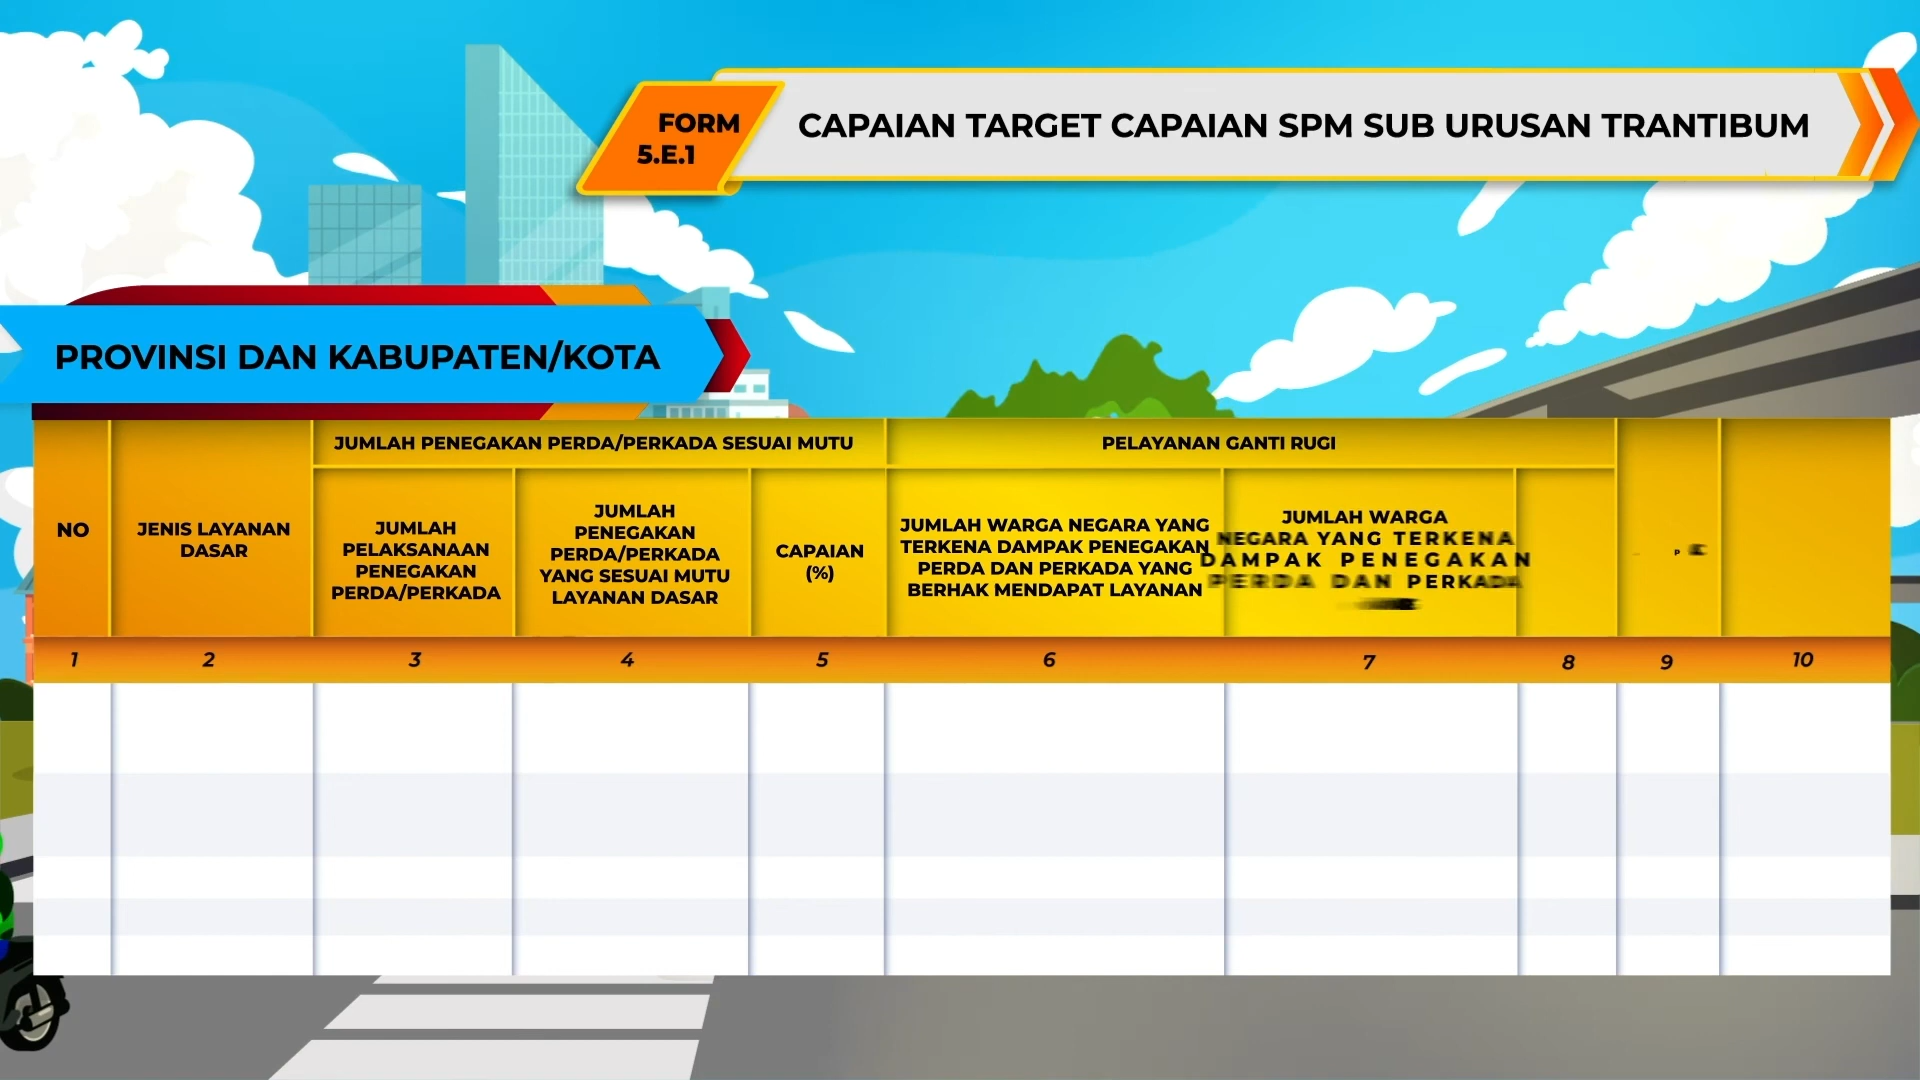 FORM
5.E.1
CAPAIAN TARGET CAPAIAN SPM SUB URUSAN TRANTIBUM
PROVINSI DAN KABUPATEN/KOTA
NO
JENIS LAYANAN
DASAR
JUMLAH PENEGAKAN PERDA/PERKADA SESUAI MUTU
JUMLAH
PELAKSANAAN
PENEGAKAN
PERDA/PERKADA
JUMLAH
PENEGAKAN
PERDA/PERKADA
YANG SESUAI MUTU
LAYANAN DASAR
CAPAIAN
(%)
PELAYANAN GANTI RUGI
JUMLAH WARGA NEGARA YANG
TERKENA DAMPAK PENEGAKAN
PERDA DAN PERKADA YANG
BERHAK MENDAPAT LAYANAN
JUMLAH WARGA
NEGARA YANG TERKENA
DAMPAK PENEGAKAN
PERDA DAN PERKADA
P
1 2 3 4 5 6 7 8 9 10